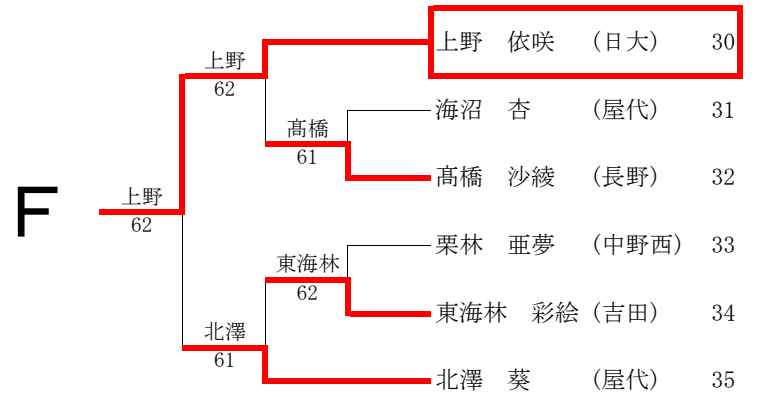 上野 依咲 （日大） 30
上野
62
海沼 杏 （屋代） 31
髙橋
61
髙橋 沙綾 （長野） 32
F
上野
62
栗林 亜夢 （中野西） 33
東海林
62
東海林 彩絵（吉田） 34
北澤
61
北澤 葵 （屋代） 35